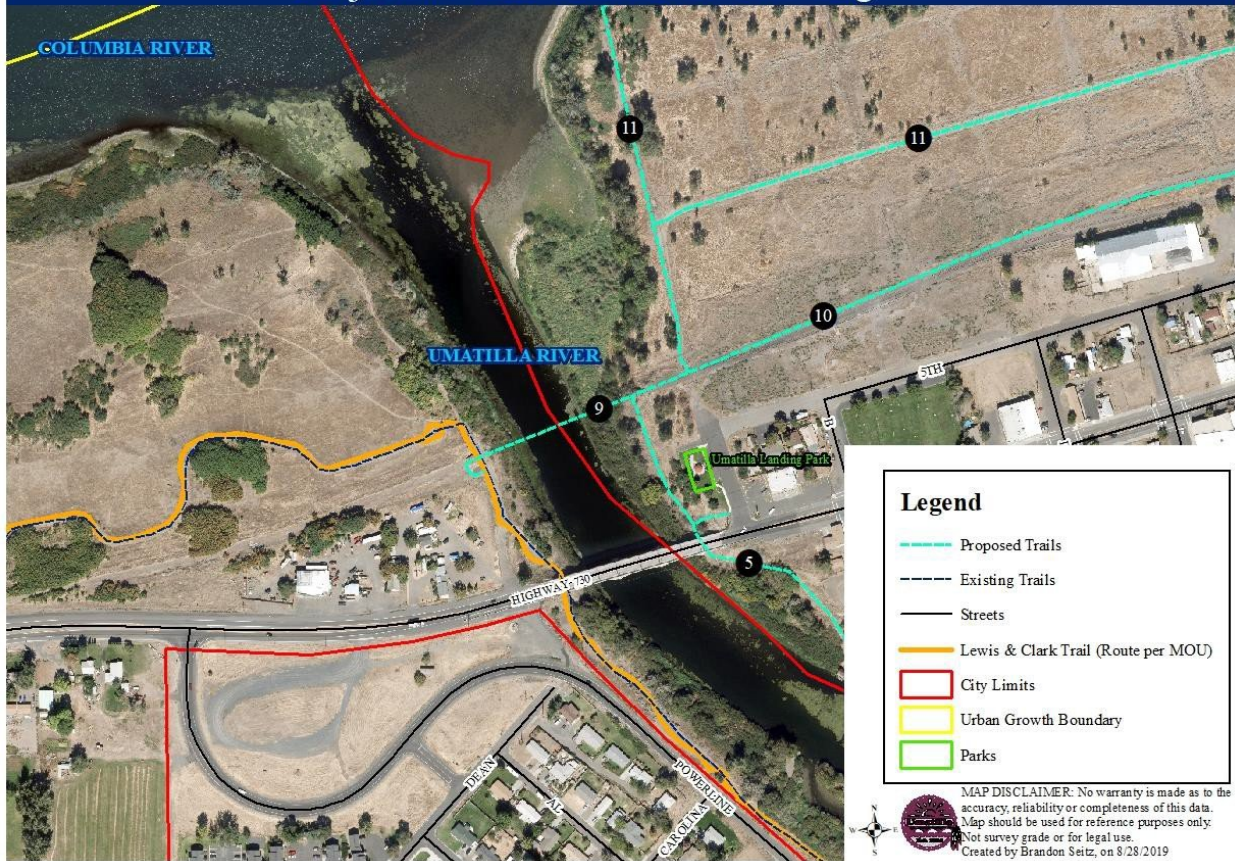 COLUMBIA RIVER
11
11
10
UMATILLA RIVER
5TH
9
B
Umatilla Landing Park
5
HIGHWAY 730
DEAN
AL
CAROLINA
POWERLINE
Legend
Proposed Trails
Existing Trails
Streets
Lewis & Clark Trail (Route per MOU)
City Limits
Urban Growth Boundary
Parks
N
W
E
S
MAP DISCLAIMER: No warranty is made as to the
accuracy, reliability or completeness of this data.
Map should be used for reference purposes only.
Not survey grade or for legal use.
Created by Brandon Seitz, on 8/28/2019